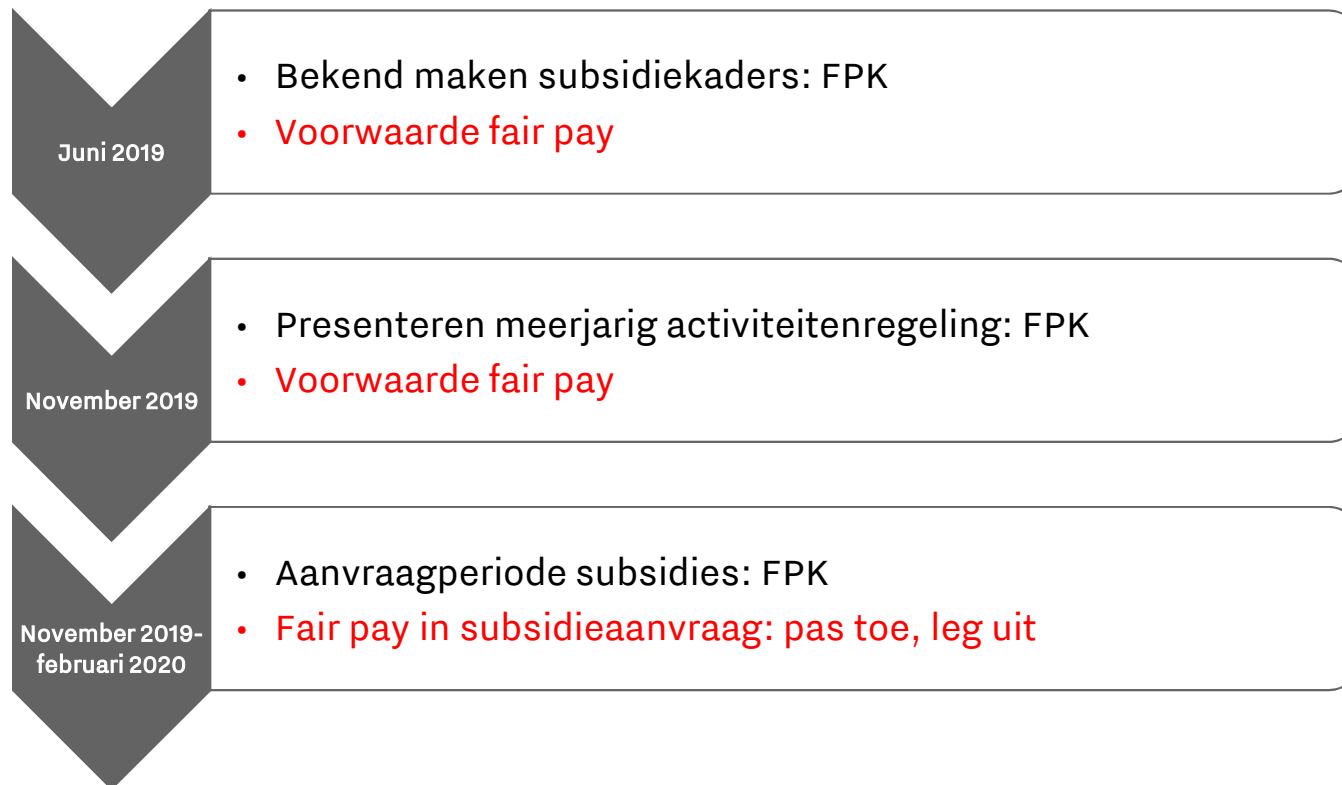 Juni 2019
• Bekend maken subsidiekaders: FPK
• Voorwaarde fair pay
November 2019
• Presenteren meerjarig activiteitenregeling: FPK
• Voorwaarde fair pay
November 2019-
februari 2020
• Aanvraagperiode subsidies: FPK
• Fair pay in subsidieaanvraag: pas toe, leg uit